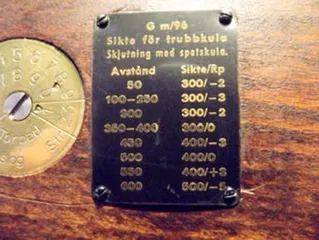 G m/96
Sikte för trubbkula
Skjutning med spetskula.
Avstånd Sikte/Rp
50 300/-2
100-250 300/-3
300 300/-2
350-400 300/0
450 400/-3
500 400/0
550 400/+3
600 500/-5
Torped